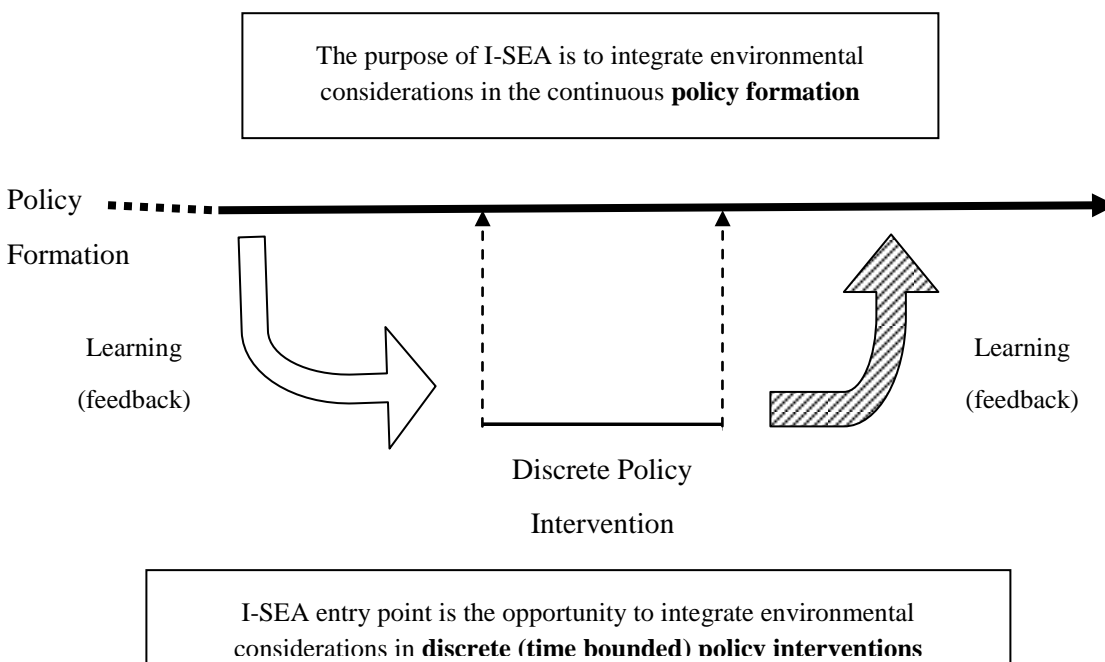 The purpose of I-SEA is to integrate environmental
considerations in the continuous policy formation
Policy
Formation
Learning
(feedback)
Learning
(feedback)
Discrete Policy
Intervention
I-SEA entry point is the opportunity to integrate environmental
considerations in discrete (time bounded) policy interventions